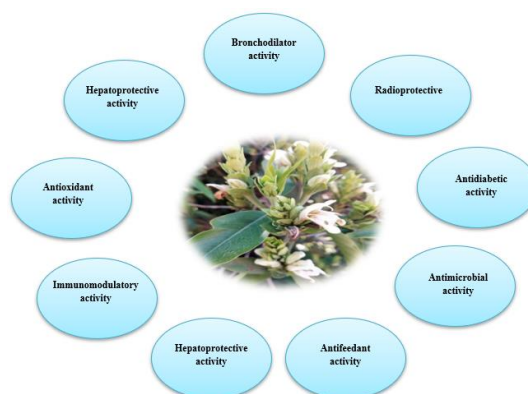 Bronchodilator
activity
Hepatoprotective
activity
Radioprotective
Antioxidant
activity
Antidiabetic
activity
Immunomodulatory
activity
Antimicrobial
activity
Hepatoprotective
activity
Antifeedant
activity